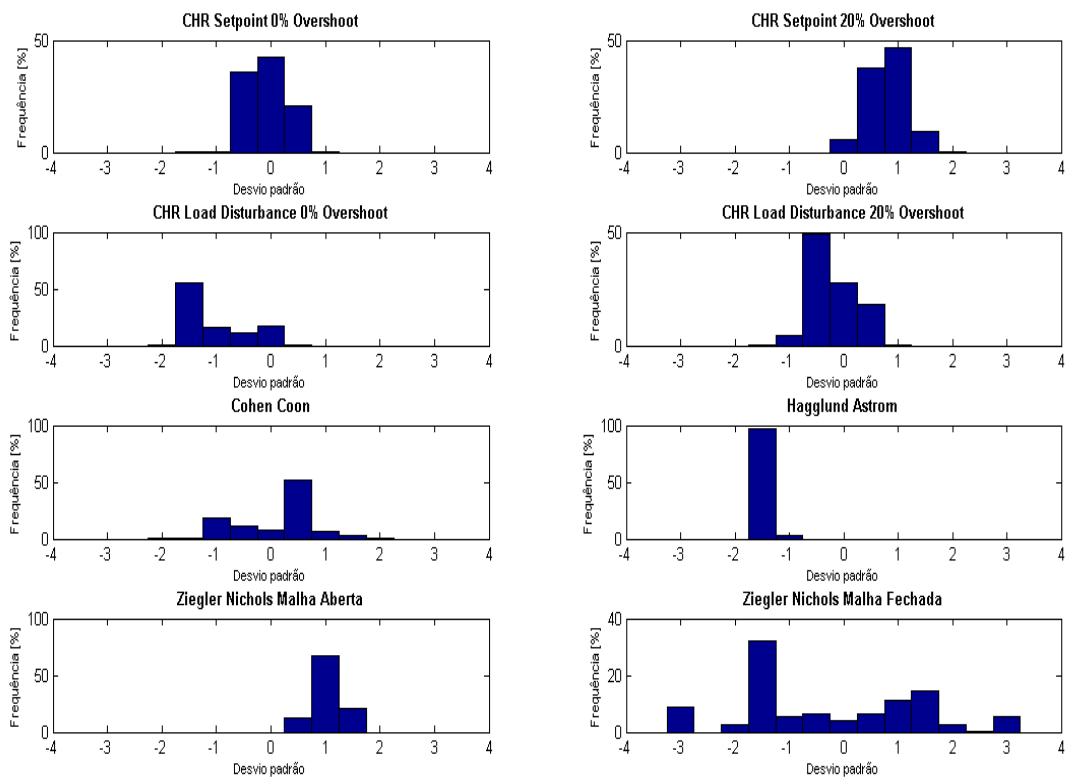 CHR Setpoint 0% Overshoot
Frequência [%]
50
0
-4 -3 -2 -1 0 1 2 3 4
Desvio padrão
CHR Setpoint 20% Overshoot
Frequência [%]
50
0
-4 -3 -2 -1 0 1 2 3 4
Desvio padrão
CHR Load Disturbance 0% Overshoot
Frequência [%]
100
50
0
-4 -3 -2 -1 0 1 2 3 4
Desvio padrão
CHR Load Disturbance 20% Overshoot
Frequência [%]
50
0
-4 -3 -2 -1 0 1 2 3 4
Desvio padrão
Cohen Coon
Frequência [%]
100
50
0
-4 -3 -2 -1 0 1 2 3 4
Desvio padrão
Hagglund Astrom
Frequência [%]
100
50
0
-4 -3 -2 -1 0 1 2 3 4
Desvio padrão
Ziegler Nichols Malha Aberta
Frequência [%]
100
50
0
-4 -3 -2 -1 0 1 2 3 4
Desvio padrão
Ziegler Nichols Malha Fechada
Frequência [%]
40
20
0
-4 -3 -2 -1 0 1 2 3 4
Desvio padrão